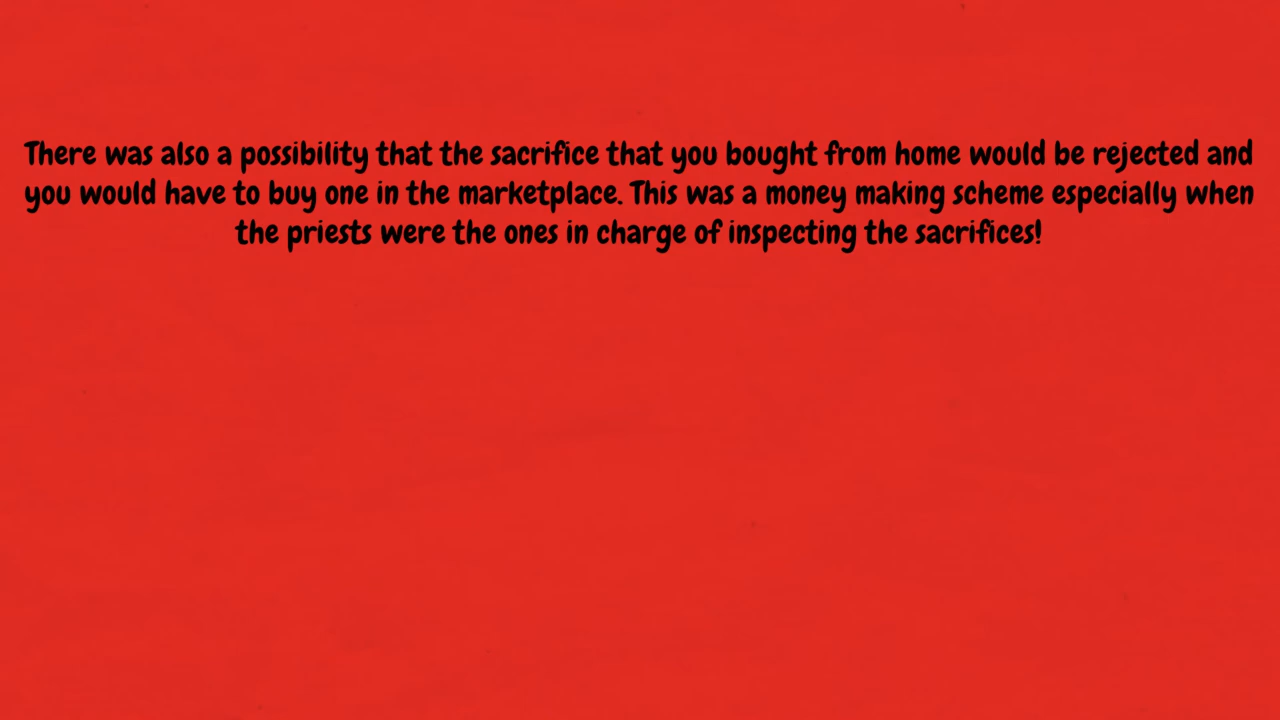 There was also a possibility that the sacrifice that you bought from home would be rejected and
you would have to buy one in the marketplace. This was a money making scheme especially when
the priests were the ones in charge of inspecting the sacrifices!